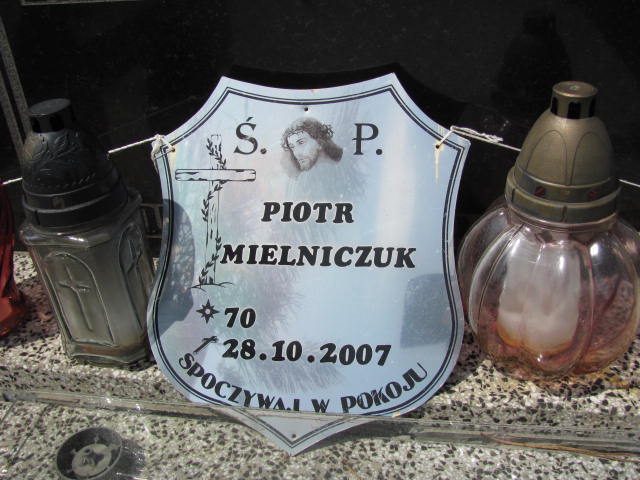 Ś. P.
PIOTR
MIELNICZUK
70
28.10.2007
SPOCZYWAJ W POKOJU